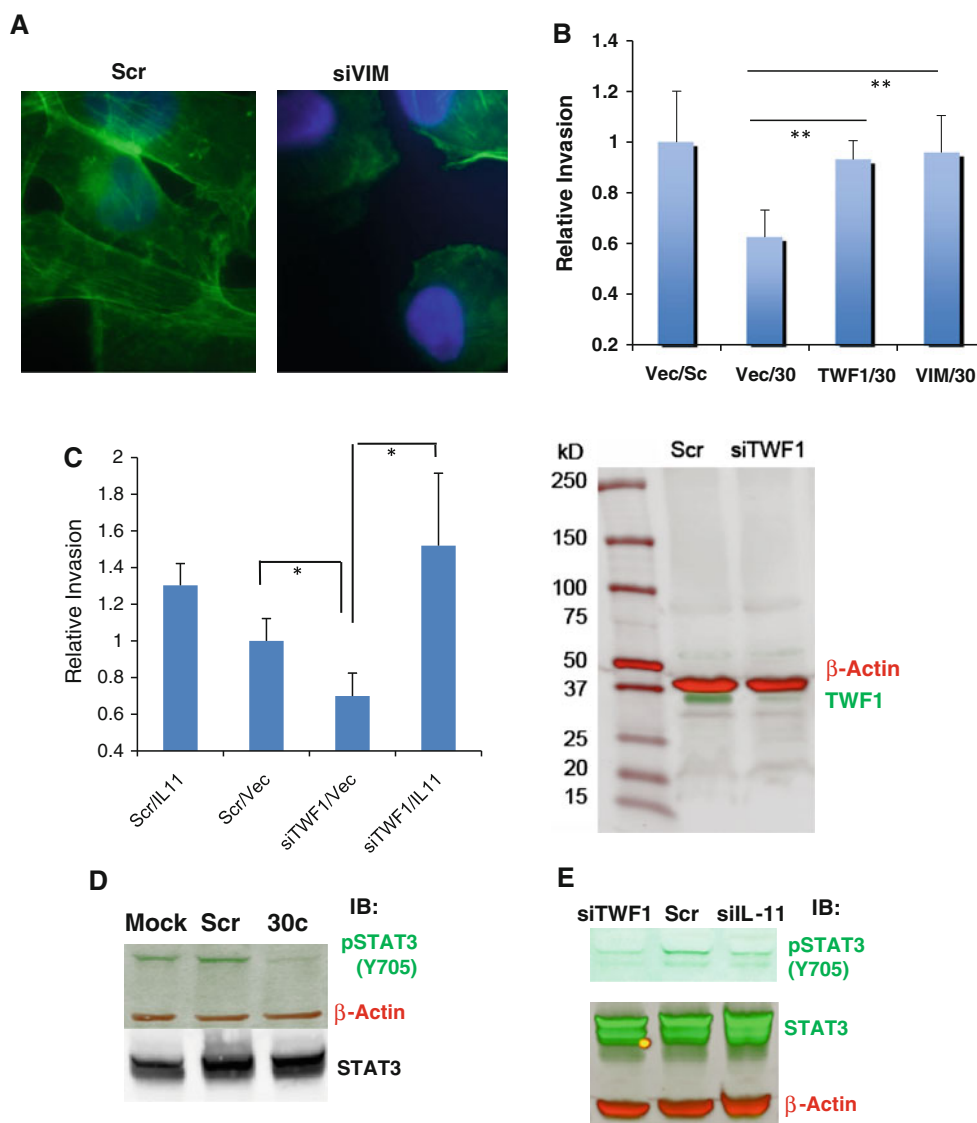 A
Scr
siVIM
B
1.4
1.2
1
0.8
0.6
0.4
0.2
Relative Invasion
**
**
Vec/Sc
Vec/30
TWF1/30
VIM/30
C
2
1.8
1.6
1.4
1.2
1
0.8
0.6
0.4
Relative Invasion
*
*
Scr/IL11
Scr/Vec
siTWF1/Vec
siTWF1/IL11
kD
Scr
siTWF1
250
150
100
75
50
37
25
20
15
β-Actin
TWF1
D
Mock
Scr
30c
IB:
pSTAT3
(Y705)
β-Actin
STAT3
E
siTWF1
Scr
siIL-11
IB:
pSTAT3
(Y705)
STAT3
β-Actin